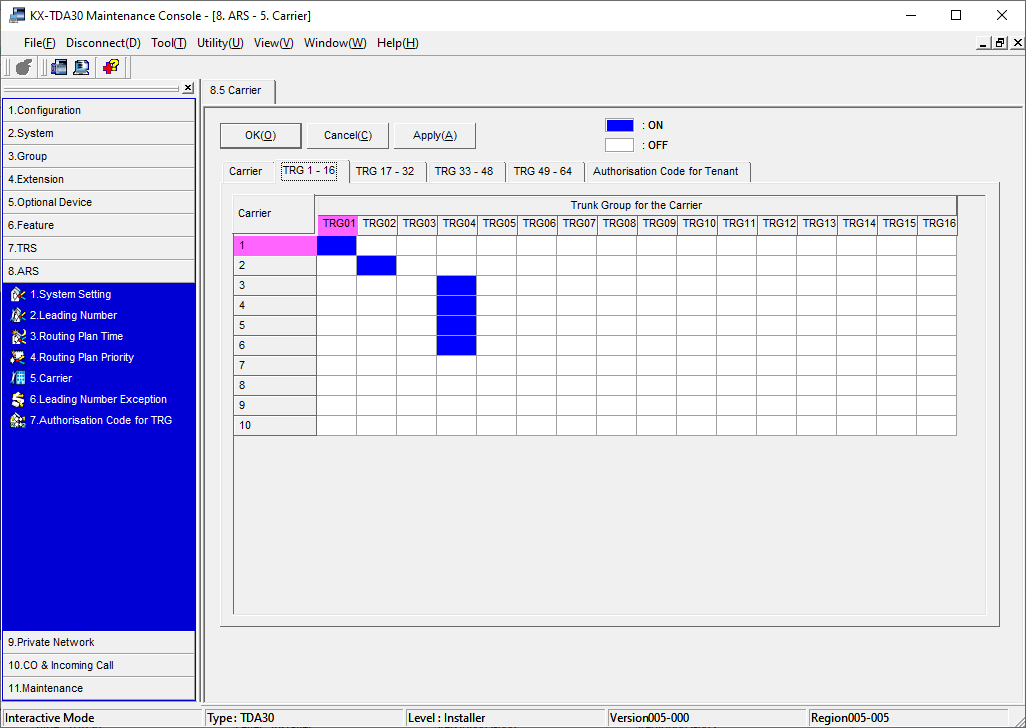 KX-TDA30 Maintenance Console - [8. ARS - 5. Carrier]
File(F) Disconnect(D) Tool(T) Utility(U) View(V) Window(W) Help(H)
1.Configuration
2.System
3.Group
4.Extension
5.Optional Device
6.Feature
7.TRS
8.ARS
1.System Setting
2.Leading Number
3.Routing Plan Time
4.Routing Plan Priority
5.Carrier
6.Leading Number Exception
7.Authorisation Code for TRG
9.Private Network
10.CO & Incoming Call
11.Maintenance
8.5 Carrier
OK(O) Cancel(C) Apply(A)
: ON
: OFF
Carrier TRG 1 - 16 TRG 17 - 32 TRG 33 - 48 TRG 49 - 64 Authorisation Code for Tenant
Carrier
Trunk Group for the Carrier
TRG01 TRG02 TRG03 TRG04 TRG05 TRG06 TRG07 TRG08 TRG09 TRG10 TRG11 TRG12 TRG13 TRG14 TRG15 TRG16
1
2
3
4
5
6
7
8
9
10
Interactive Mode Type: TDA30 Level : Installer Version005-000 Region005-005